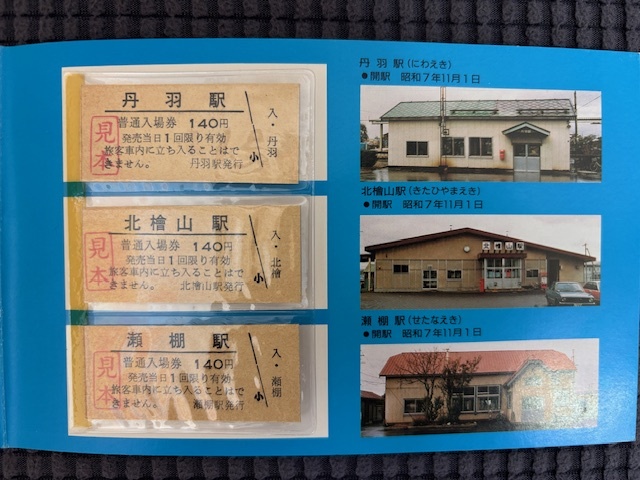 丹羽駅
普通入場券 140円
発売当日1回限り有効
旅客車内に立ち入ることはで
きません。 丹羽駅発行
見本
入・丹羽
小
北檜山駅
普通入場券 140円
発売当日1回限り有効
旅客車内に立ち入ることはで
きません。 北檜山駅発行
見本
入・北檜
小
瀬棚駅
普通入場券 140円
発売当日1回限り有効
旅客車内に立ち入ることはで
きません。 瀬棚駅発行
見本
入・瀬棚
小
丹羽駅(にわえき)
●開駅 昭和7年11月1日
北檜山駅(きたひやまえき)
●開駅 昭和7年11月1日
北檜山駅
瀬棚駅(せたなえき)
●開駅 昭和7年11月1日